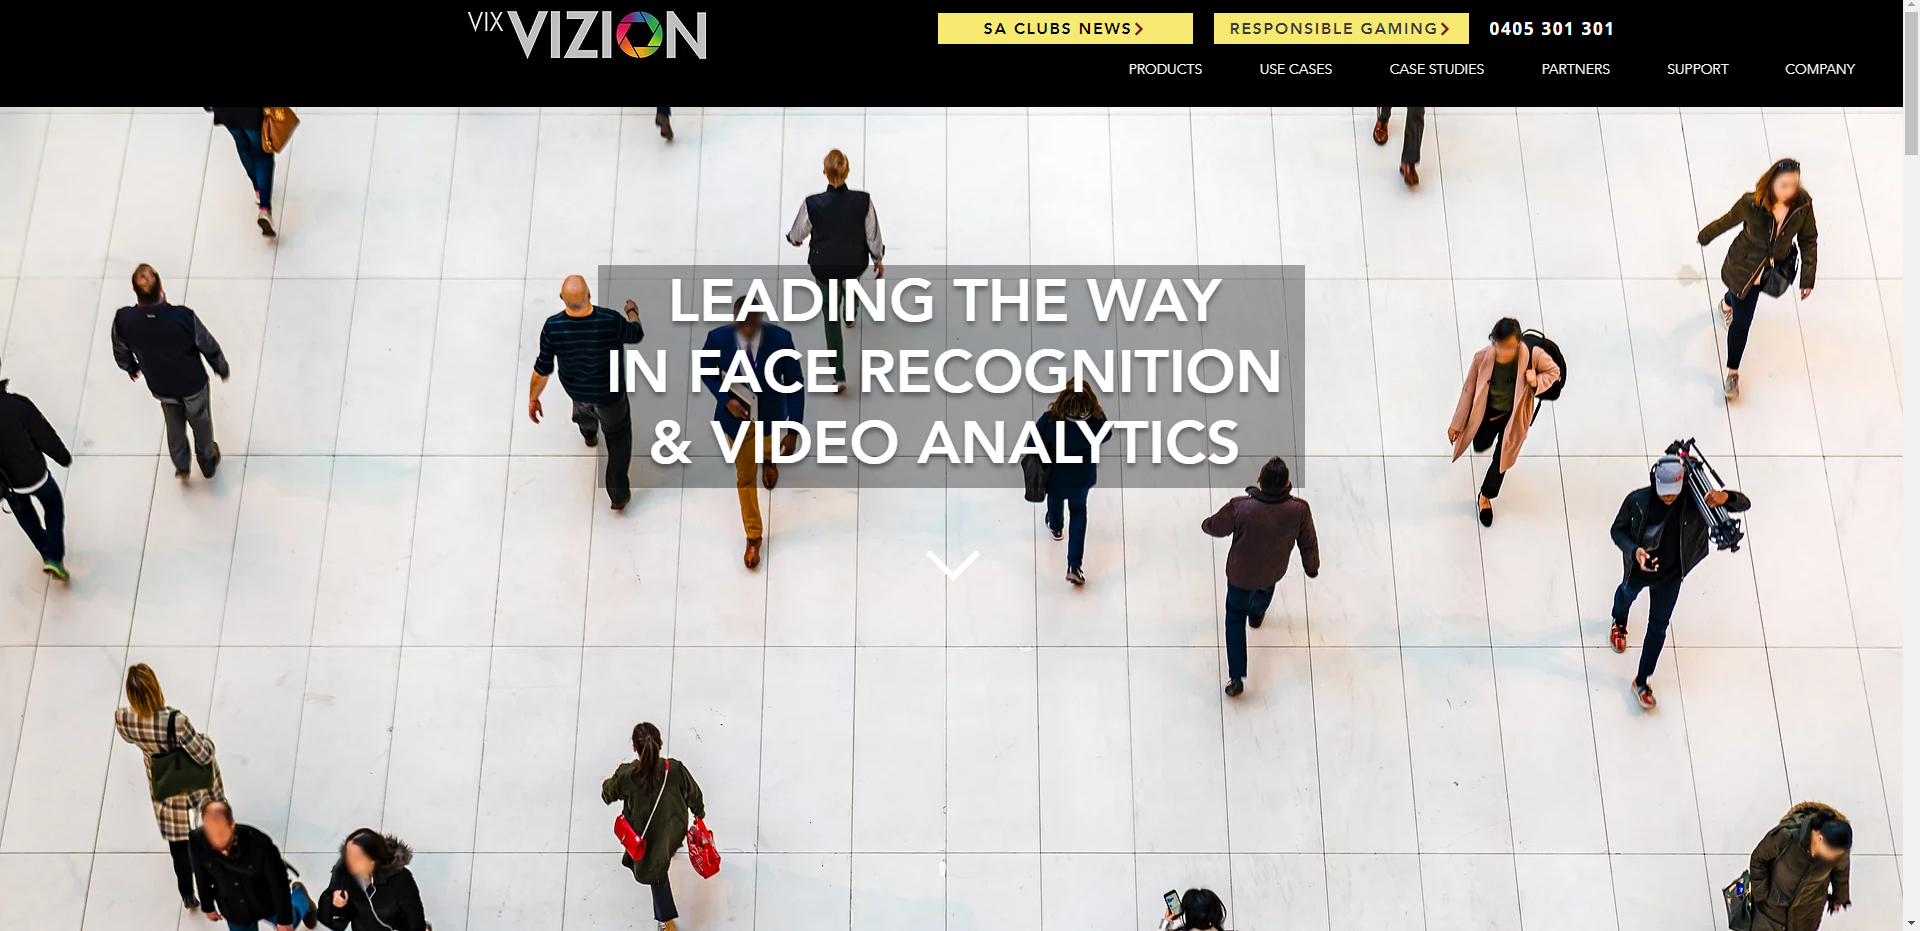 VIX VIZION
SA CLUBS NEWS
RESPONSIBLE GAMING
0405 301 301
PRODUCTS
USE CASES
CASE STUDIES
PARTNERS
SUPPORT
COMPANY
LEADING THE WAY
IN FACE RECOGNITION
& VIDEO ANALYTICS